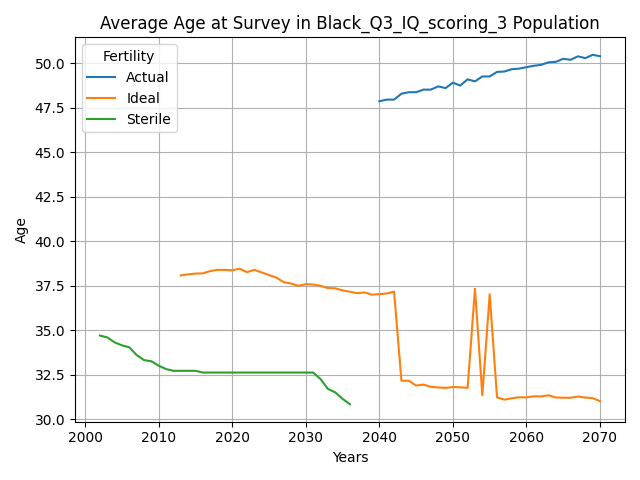 Average Age at Survey in Black_Q3_IQ_scoring_3 Population
Fertility
Actual
Ideal
Sterile
50.0
47.5
45.0
42.5
40.0
37.5
35.0
32.5
30.0
Age
2000
2010
2020
2030
2040
2050
2060
2070
Years